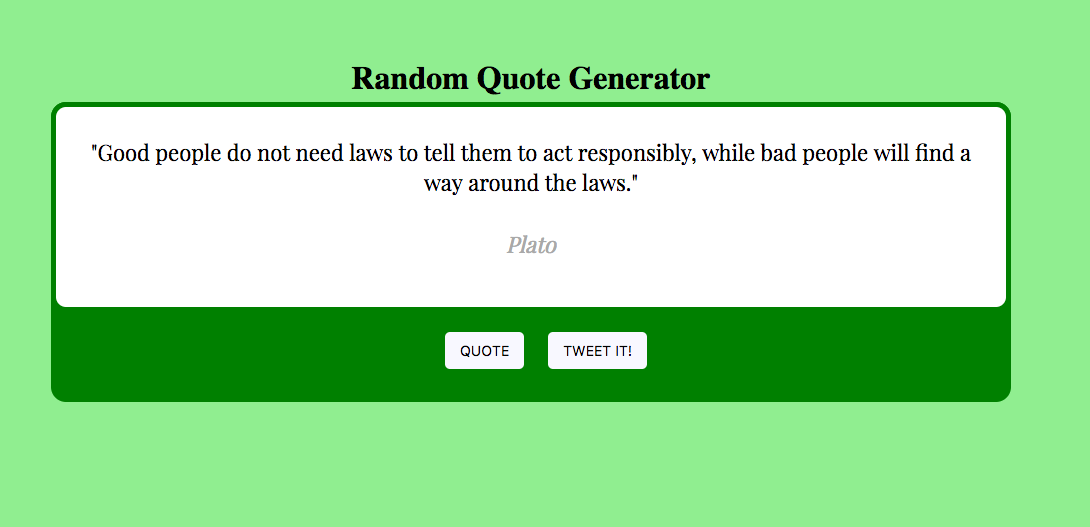 Random Quote Generator
"Good people do not need laws to tell them to act responsibly, while bad people will find a
way around the laws."
Plato
QUOTE TWEET IT!